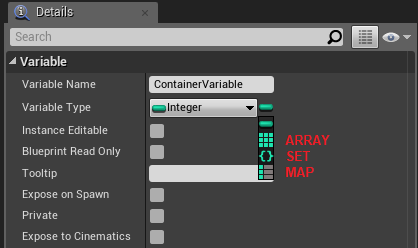 Details
Search
Variable
Variable Name ContainerVariable
Variable Type Integer
Instance Editable
ARRAY
Blueprint Read Only
SET
Tooltip
MAP
Expose on Spawn
Private
Expose to Cinematics